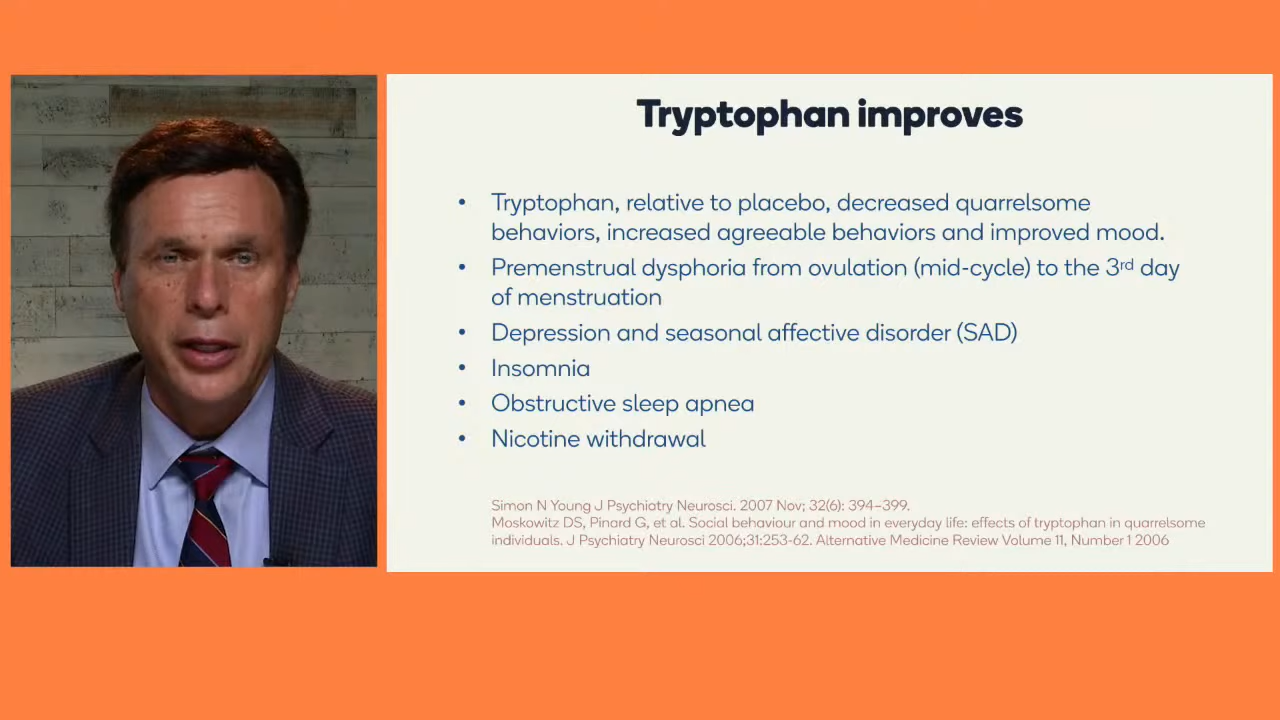 Tryptophan improves
• Tryptophan, relative to placebo, decreased quarrelsome
behaviors, increased agreeable behaviors and improved mood.
• Premenstrual dysphoria from ovulation (mid-cycle) to the 3rd day
of menstruation
• Depression and seasonal affective disorder (SAD)
• Insomnia
• Obstructive sleep apnea
• Nicotine withdrawal
Simon N Young J Psychiatry Neurosci. 2007 Nov; 32(6): 394–399.
Moskowitz DS, Pinard G, et al. Social behaviour and mood in everyday life: effects of tryptophan in quarrelsome
individuals. J Psychiatry Neurosci 2006;31:253-62. Alternative Medicine Review Volume 11, Number 1 2006